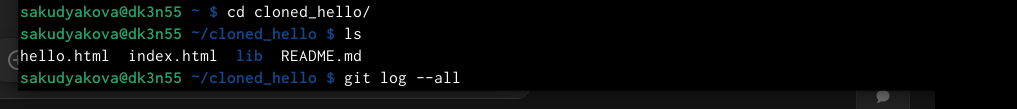 sakudyakova@dk3n55 ~ $ cd cloned_hello/
sakudyakova@dk3n55 ~/cloned_hello $ ls
hello.html  index.html  lib  README.md
sakudyakova@dk3n55 ~/cloned_hello $ git log --all